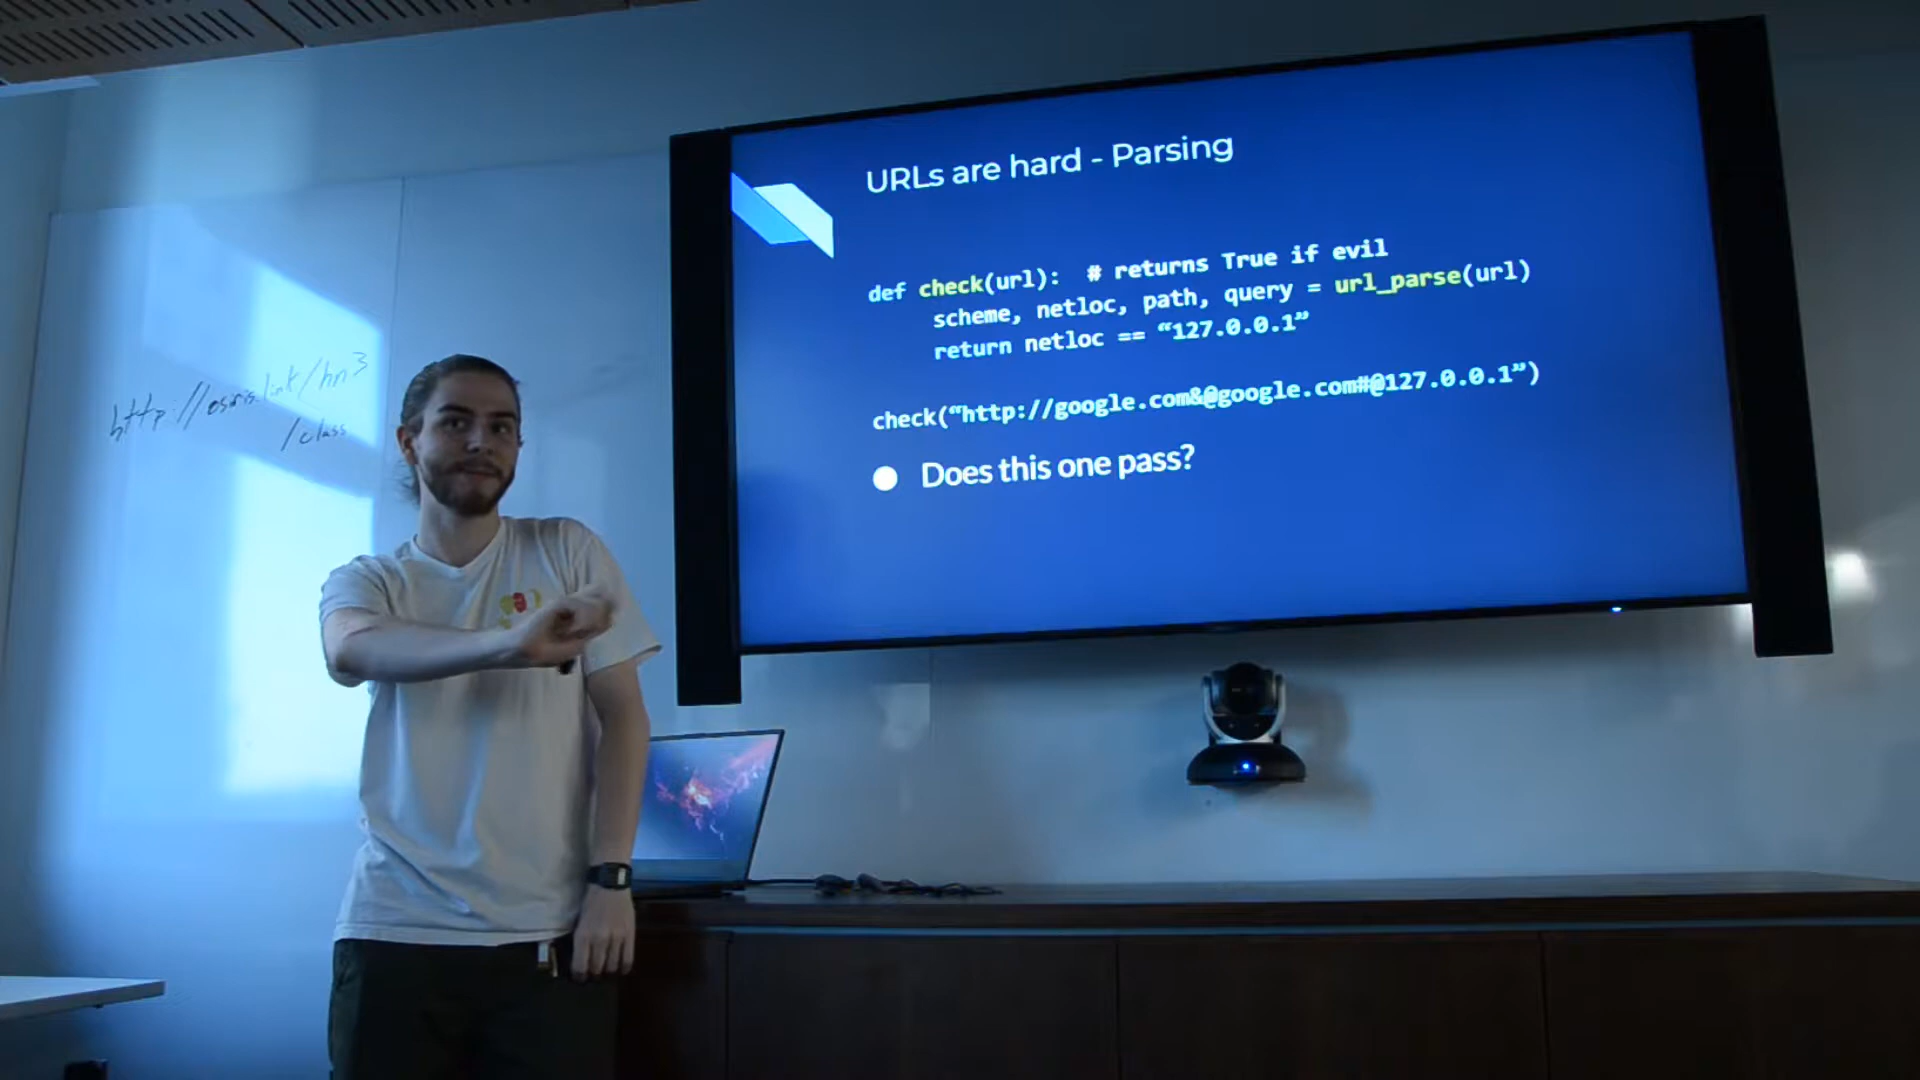 URLs are hard - Parsing
def check(url):  # returns True if evil
scheme, netloc, path, query = url_parse(url)
return netloc == “127.0.0.1”
check(“http://google.com&@google.com#@127.0.0.1”)
● Does this one pass?
http://osiris.link/hn3
/class